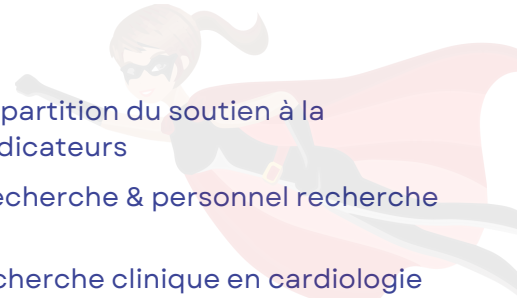 partition du soutien à la
dicateurs
echerche & personnel recherche
cherche clinique en cardiologie